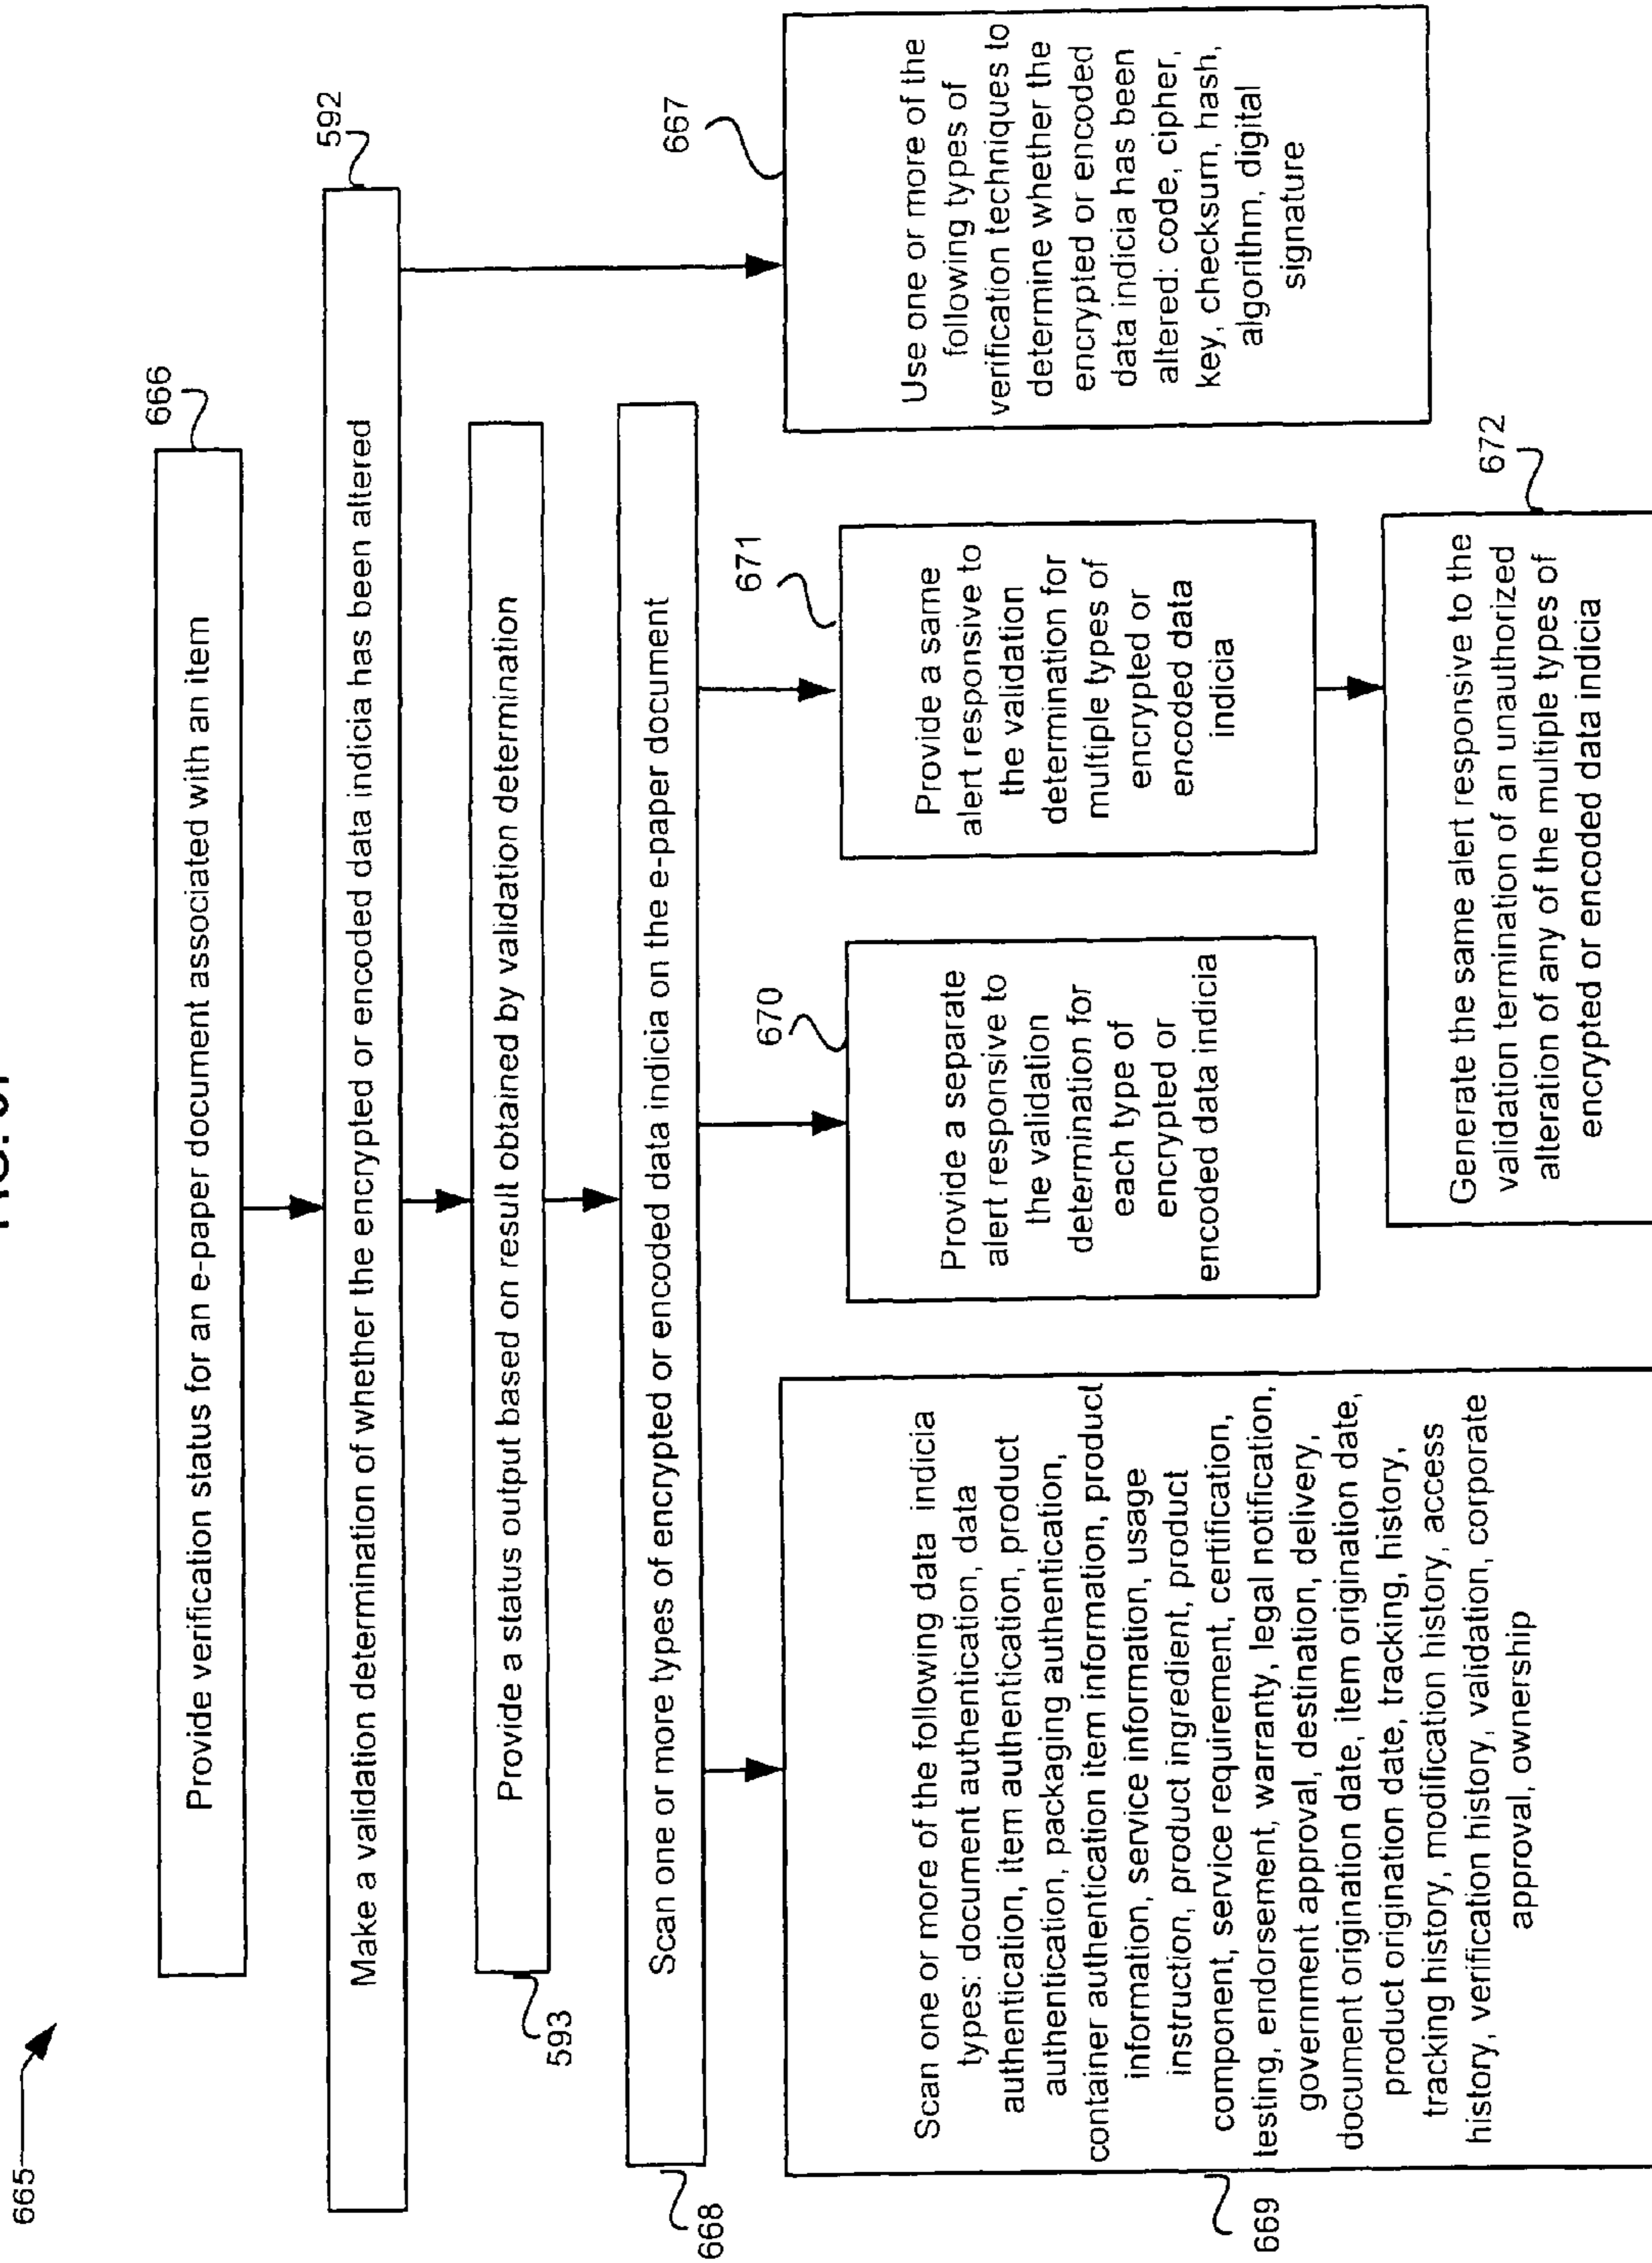 665
666
Provide verification status for an e-paper document associated with an item
592
Make a validation determination of whether the encrypted or encoded data indicia has been altered
Provide a status output based on result obtained by validation determination
593
Scan one or more types of encrypted or encoded data indicia on the e-paper document
668
667
Use one or more of the
following types of
verification techniques to
determine whether the
encrypted or encoded
data indicia has been
altered: code, cipher,
key, checksum, hash,
algorithm, digital
signature
669
Scan one or more of the following data indicia
types: document authentication, data
authentication, item authentication, product
authentication, packaging authentication,
container authentication item information, product
information, service information, usage
instruction, product ingredient, product
component, service requirement, certification,
testing, endorsement, warranty, legal notification,
government approval, destination, delivery,
document origination date, item origination date,
product origination date, tracking, history,
tracking history, modification history, access
history, verification history, validation, corporate
approval, ownership
670
Provide a separate
alert responsive to
the validation
determination for
each type of
encrypted or
encoded data indicia
671
Provide a same
alert responsive to
the validation
determination for
multiple types of
encrypted or
encoded data
indicia
672
Generate the same alert responsive to the
validation termination of an unauthorized
alteration of any of the multiple types of
encrypted or encoded data indicia